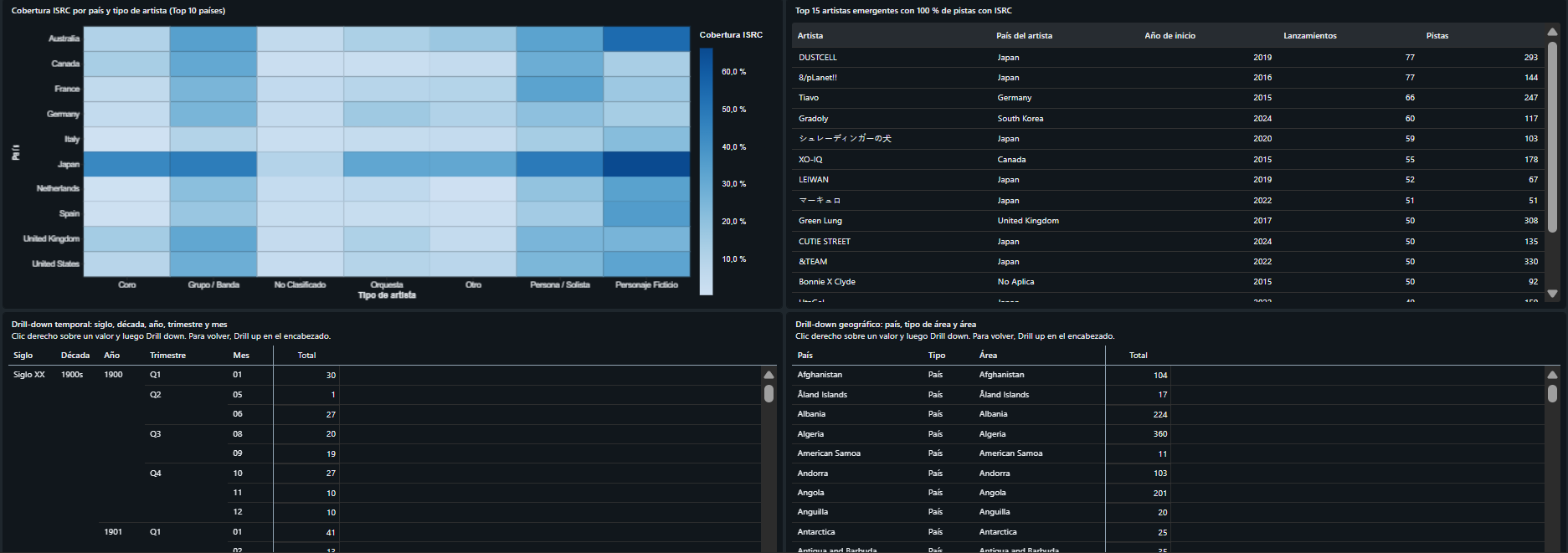 Cobertura ISRC por país y tipo de artista (Top 10 países)
Cobertura ISRC
60,0 %
50,0 %
40,0 %
30,0 %
20,0 %
10,0 %
País
Australia
Canada
France
Germany
Italy
Japan
Netherlands
Spain
United Kingdom
United States
Coro Grupo / Banda No Clasificado Orquesta Otro Persona / Solista Personaje Ficticio
Tipo de artista
Top 15 artistas emergentes con 100 % de pistas con ISRC
Artista País del artista Año de inicio Lanzamientos Pistas
DUSTCELL Japan 2019 77 293
8/pLanet!! Japan 2016 77 144
Tiavo Germany 2015 66 247
Gradoly South Korea 2024 60 117
シュレーディンガーの犬 Japan 2020 59 103
XO-IQ Canada 2015 55 178
LEIWAN Japan 2019 52 67
マーキュロ Japan 2022 51 51
Green Lung United Kingdom 2017 50 308
CUTIE STREET Japan 2024 50 135
&TEAM Japan 2022 50 330
Bonnie X Clyde No Aplica 2015 50 92
Drill-down temporal: siglo, década, año, trimestre y mes
Clic derecho sobre un valor y luego Drill down. Para volver, Drill up en el encabezado.
Siglo Década Año Trimestre Mes Total
Siglo XX 1900s 1900 Q1 01 30
Q2 05 1
06 27
Q3 08 20
09 19
Q4 10 27
11 10
12 10
1901 Q1 01 41
Drill-down geográfico: país, tipo de área y área
Clic derecho sobre un valor y luego Drill down. Para volver, Drill up en el encabezado.
País Tipo Área Total
Afghanistan País Afghanistan 104
Åland Islands País Åland Islands 17
Albania País Albania 224
Algeria País Algeria 360
American Samoa País American Samoa 11
Andorra País Andorra 103
Angola País Angola 201
Anguilla País Anguilla 20
Antarctica País Antarctica 25
Antigua and Barbuda País Antigua and Barbuda